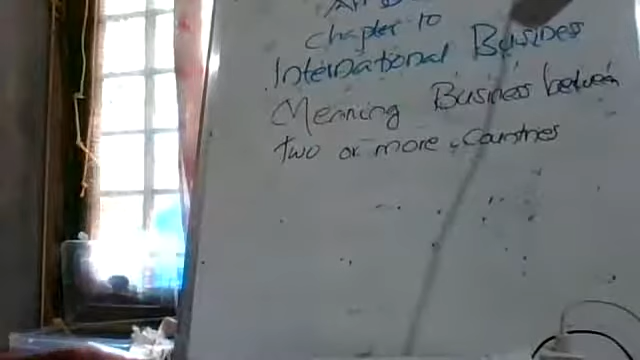 Chapter 10
International Business
Meaning Business between
two or more Countries